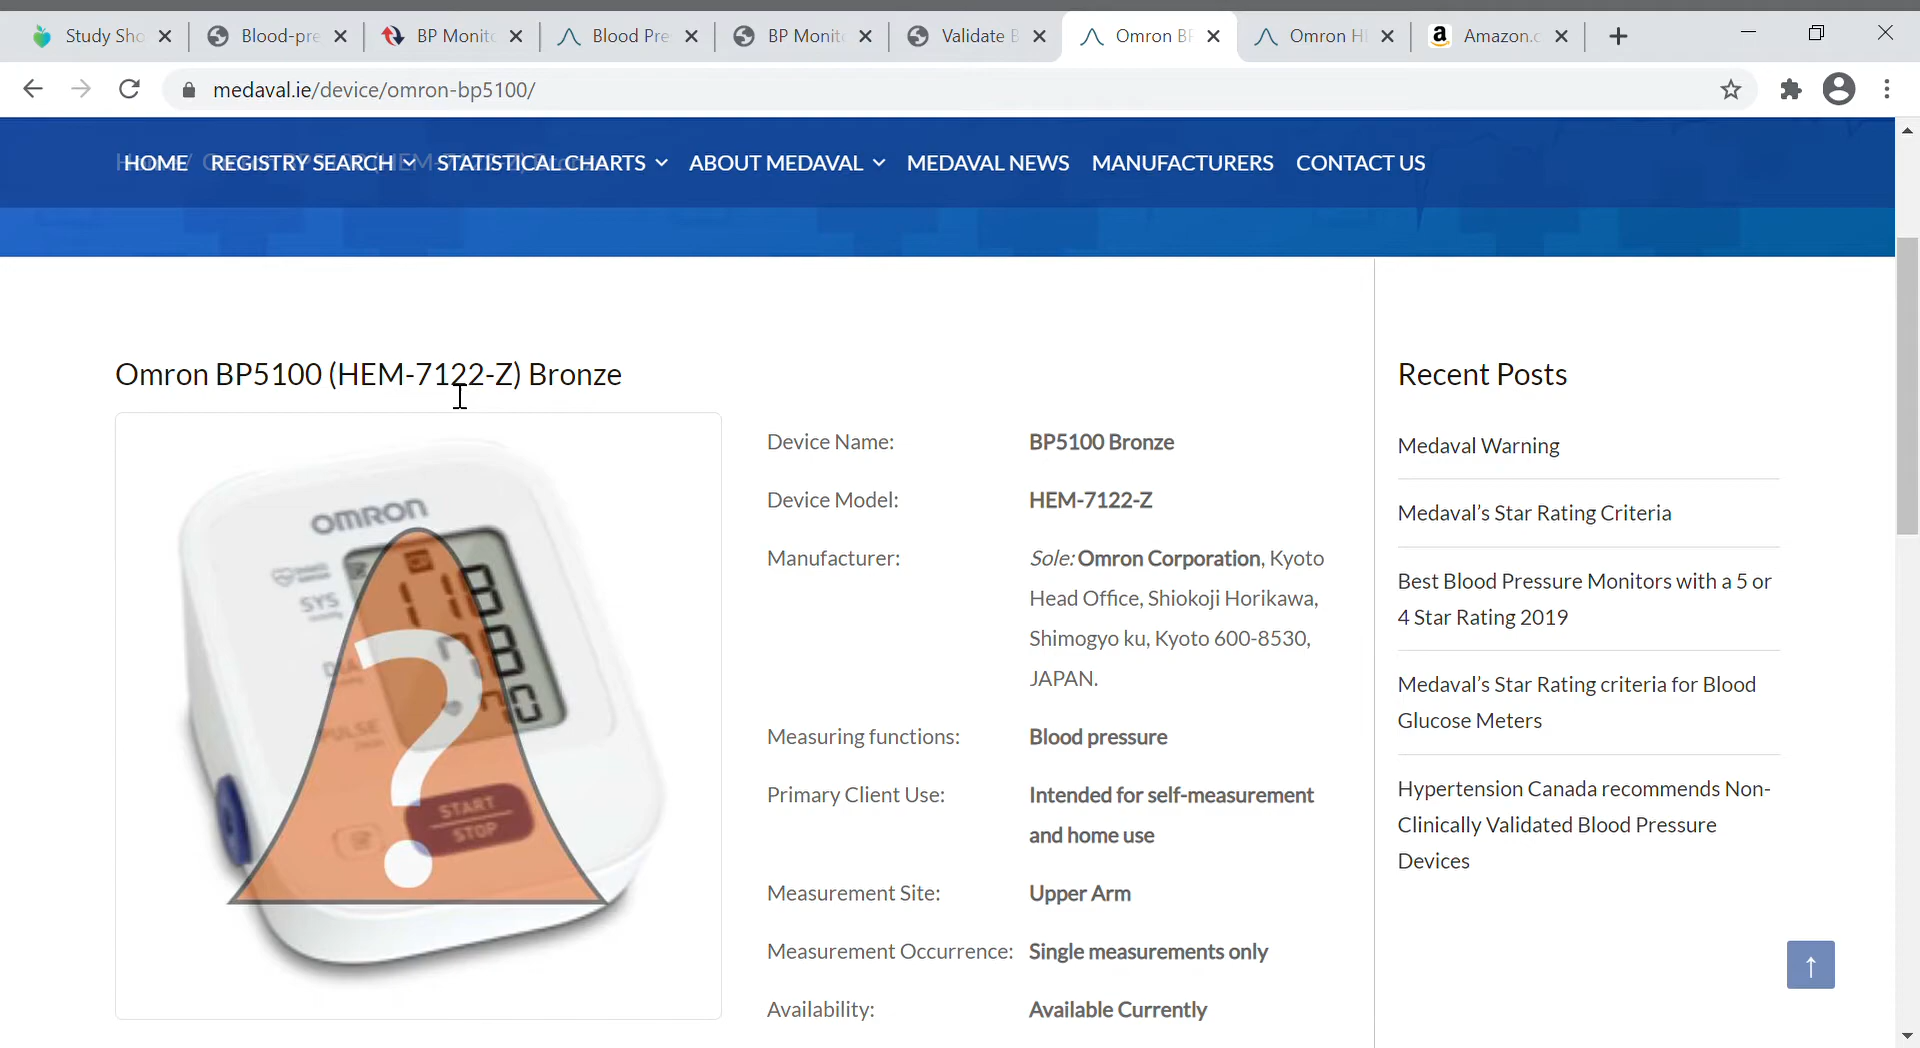 Study Sho
Blood-pre
BP Monito
Blood Pre
BP Monito
Validate B
Omron BP
Omron H
Amazon.c
medaval.ie/device/omron-bp5100/
HOME REGISTRY SEARCH STATISTICAL CHARTS ABOUT MEDAVAL MEDAVAL NEWS MANUFACTURERS CONTACT US
Omron BP5100 (HEM-7122-Z) Bronze
OMRON
SYS
DIA
PULSE
START
STOP
Device Name: BP5100 Bronze
Device Model: HEM-7122-Z
Manufacturer: Sole: Omron Corporation, Kyoto
Head Office, Shiokoji Horikawa,
Shimogyo ku, Kyoto 600-8530,
JAPAN.
Measuring functions: Blood pressure
Primary Client Use: Intended for self-measurement
and home use
Measurement Site: Upper Arm
Measurement Occurrence: Single measurements only
Availability: Available Currently
Recent Posts
Medaval Warning
Medaval’s Star Rating Criteria
Best Blood Pressure Monitors with a 5 or
4 Star Rating 2019
Medaval’s Star Rating criteria for Blood
Glucose Meters
Hypertension Canada recommends Non-
Clinically Validated Blood Pressure
Devices